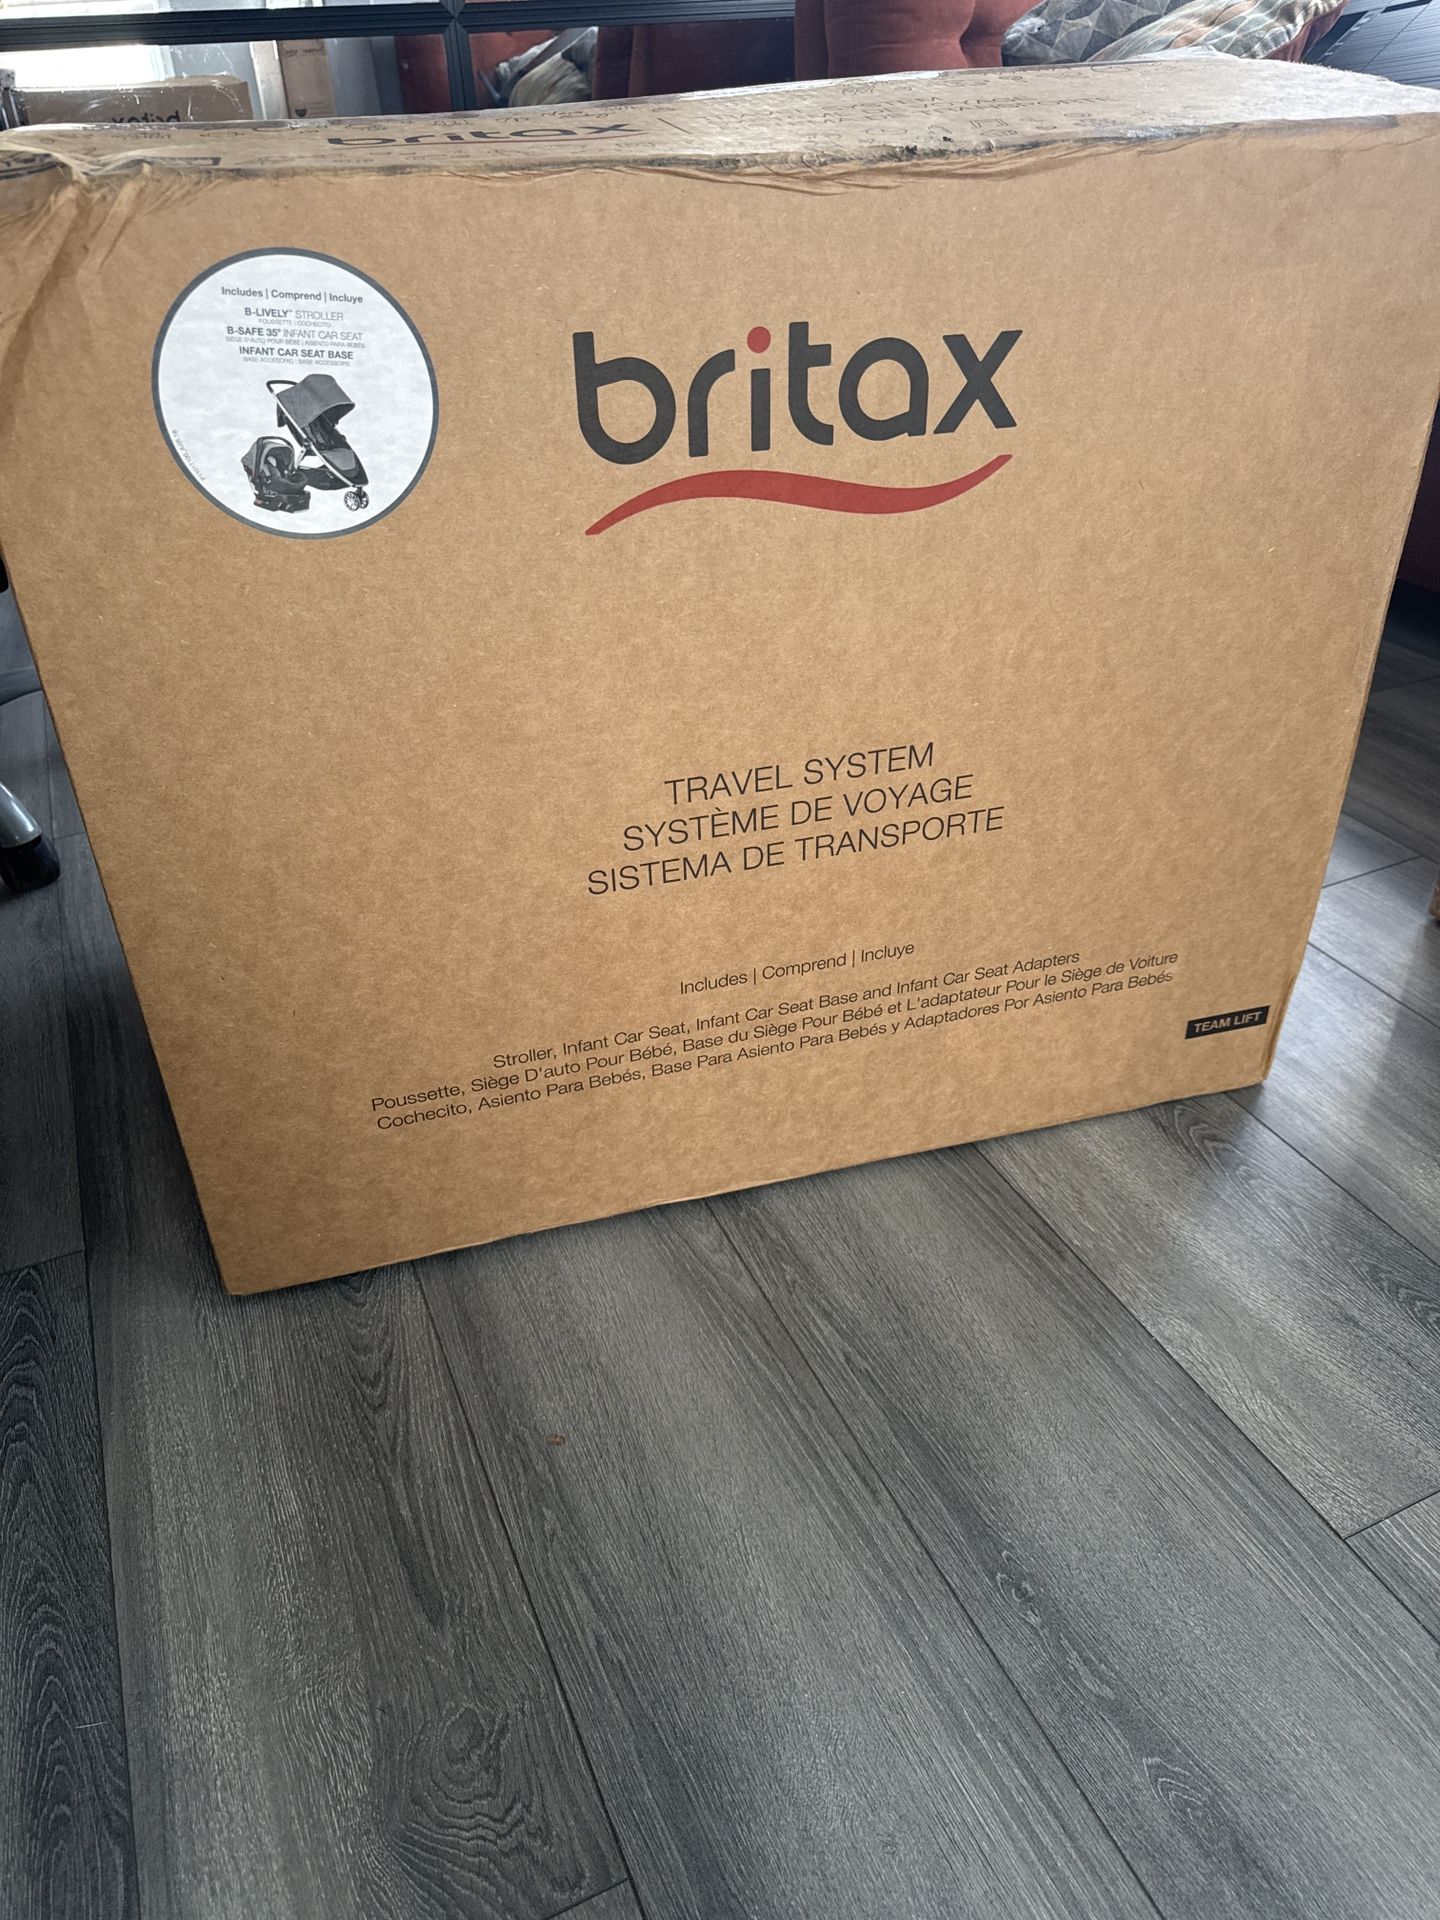 britax
Includes | Comprend | Incluye
B-LIVELY™ STROLLER
POUSSETTE | COCHECITO
B-SAFE 35® INFANT CAR SEAT
SIÈGE D'AUTO POUR BÉBÉ | ASIENTO PARA BEBÉS
INFANT CAR SEAT BASE
BASE ACCESORIO | BASE ACCESSOIRE
britax
TRAVEL SYSTEM
SYSTÈME DE VOYAGE
SISTEMA DE TRANSPORTE
Includes | Comprend | Incluye
Stroller, Infant Car Seat, Infant Car Seat Base and Infant Car Seat Adapters
Poussette, Siège D'auto Pour Bébé, Base du Siège Pour Bébé et L'adaptateur Pour le Siège de Voiture
Cochecito, Asiento Para Bebés, Base Para Asiento Para Bebés y Adaptadores Por Asiento Para Bebés
TEAM LIFT